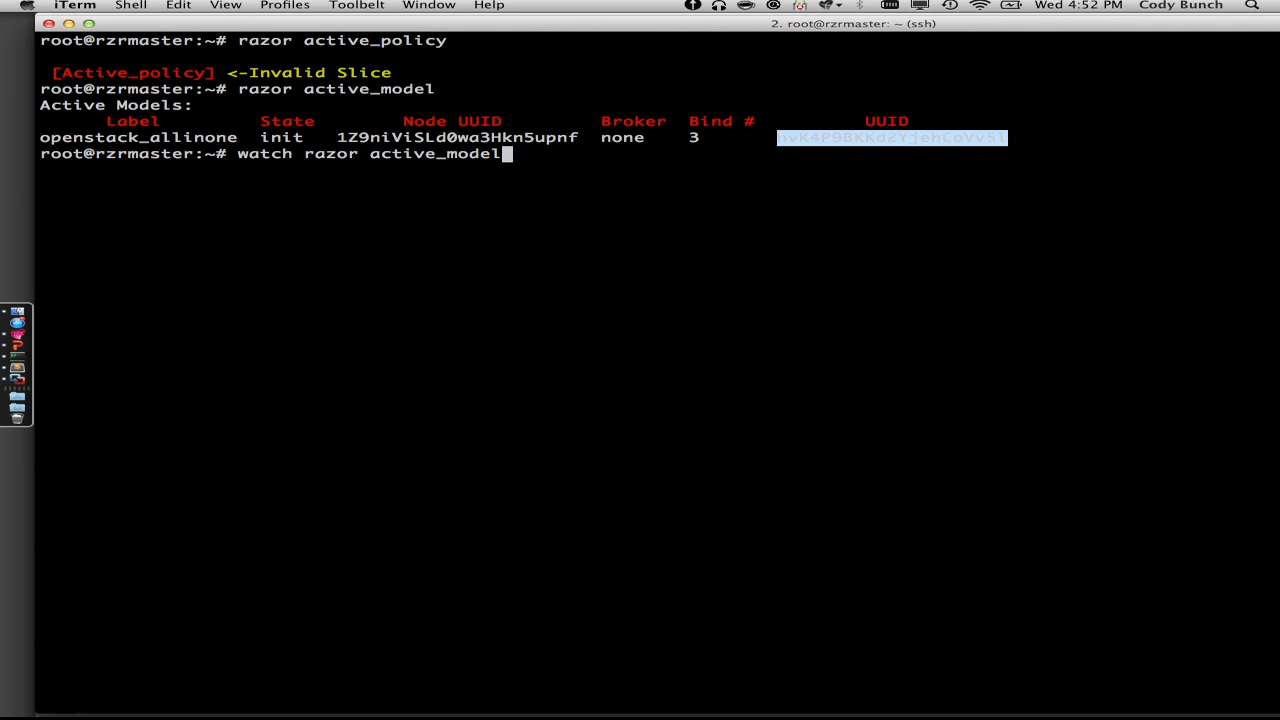 iTerm Shell Edit View Profiles Toolbelt Window Help Wed 4:52 PM Cody Bunch
2. root@rzrmaster: ~ (ssh)
root@rzrmaster:~# razor active_policy
[Active_policy] <-Invalid Slice
root@rzrmaster:~# razor active_model
Active Models:
Label State Node UUID Broker Bind # UUID
openstack_allinone init 1Z9niViSLd0wa3Hkn5upnf none 3
root@rzrmaster:~# watch razor active_model